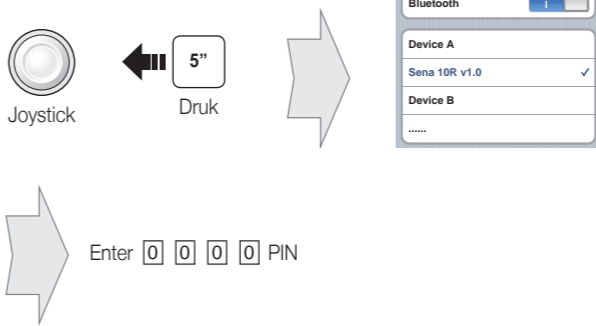 Bluetooth
5”
Joystick
Druk
Device A
Sena 10R v1.0 ✓
Device B
......
Enter 0 0 0 0 PIN